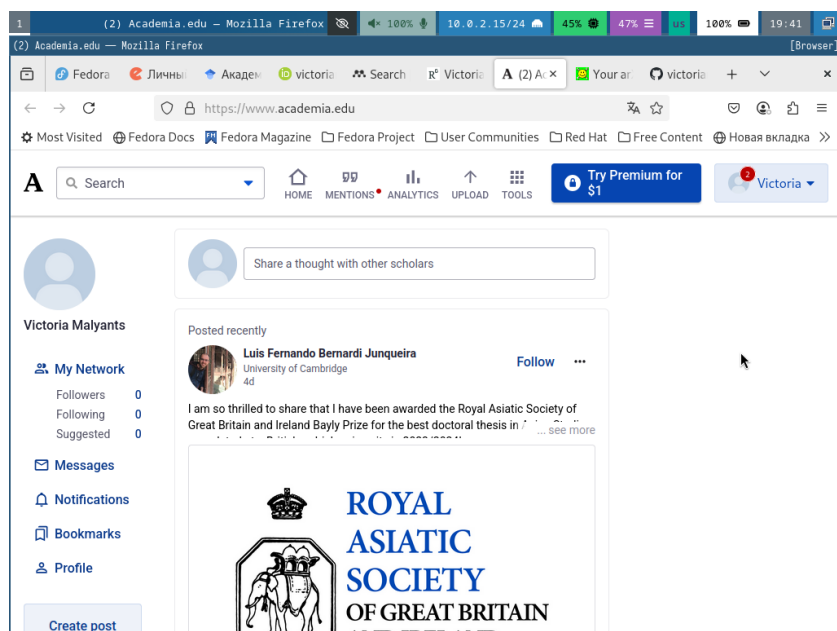 1 (2) Academia.edu — Mozilla Firefox 100% 10.0.2.15/24 45% 47% us 100% 19:41
(2) Academia.edu — Mozilla Firefox [Browser]
Fedora Личны Академ victoria Search Victoria (2) Ac Your ar victoria
https://www.academia.edu
Most Visited Fedora Docs Fedora Magazine Fedora Project User Communities Red Hat Free Content Новая вкладка
A Search HOME MENTIONS ANALYTICS UPLOAD TOOLS Try Premium for $1 2 Victoria
Share a thought with other scholars
Victoria Malyants
Posted recently
Luis Fernando Bernardi Junqueira
University of Cambridge
4d
Follow
My Network
Followers 0
Following 0
Suggested 0
Messages
Notifications
Bookmarks
Profile
Create post
I am so thrilled to share that I have been awarded the Royal Asiatic Society of
Great Britain and Ireland Bayly Prize for the best doctoral thesis in
... see more
ROYAL
ASIATIC
SOCIETY
OF GREAT BRITAIN